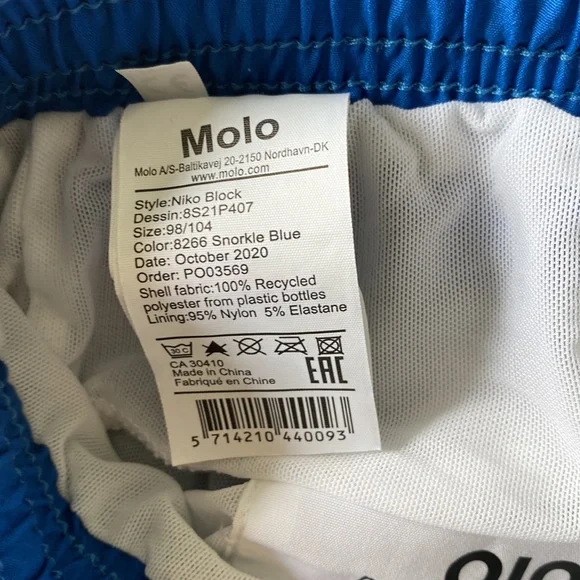 Molo
Molo A/S-Baltikavej 20-2150 Nordhavn-DK
www.molo.com
Style:Niko Block
Dessin:8S21P407
Size:98/104
Color:8266 Snorkle Blue
Date: October 2020
Order: PO03569
Shell fabric:100% Recycled
polyester from plastic bottles
Lining:95% Nylon 5% Elastane
30 C
CA 30410
Made in China
Fabriqué en Chine
EAC
5 714210 440093